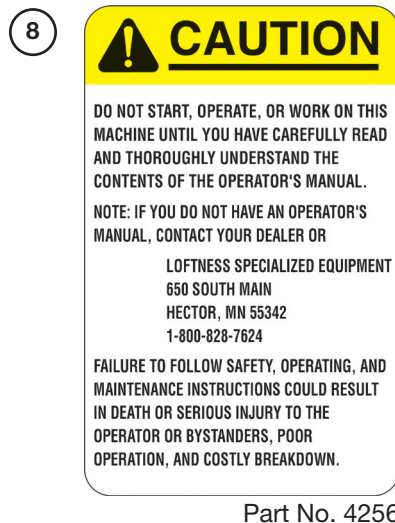 8
CAUTION
DO NOT START, OPERATE, OR WORK ON THIS
MACHINE UNTIL YOU HAVE CAREFULLY READ
AND THOROUGHLY UNDERSTAND THE
CONTENTS OF THE OPERATOR'S MANUAL.
NOTE: IF YOU DO NOT HAVE AN OPERATOR'S
MANUAL, CONTACT YOUR DEALER OR
LOFTNESS SPECIALIZED EQUIPMENT
650 SOUTH MAIN
HECTOR, MN 55342
1-800-828-7624
FAILURE TO FOLLOW SAFETY, OPERATING, AND
MAINTENANCE INSTRUCTIONS COULD RESULT
IN DEATH OR SERIOUS INJURY TO THE
OPERATOR OR BYSTANDERS, POOR
OPERATION, AND COSTLY BREAKDOWN.
Part No. 4256